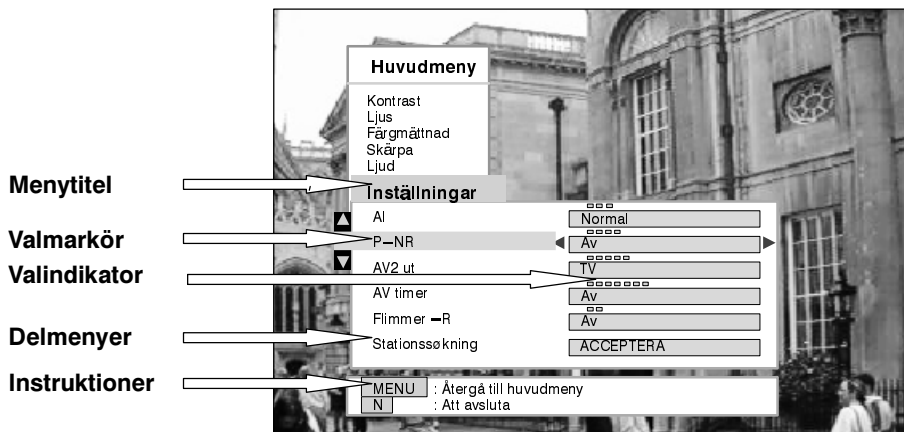 Huvudmeny
Kontrast
Ljus
Färgmättnad
Skärpa
Ljud
Menytitel
Inställningar
AI Normal
Valmarkör
P–NR Av
Valindikator
AV2 ut TV
AV timer Av
Flimmer –R Av
Delmenyer
Stationssøkning ACCEPTERA
Instruktioner
MENU : Återgå till huvudmeny
N : Att avsluta